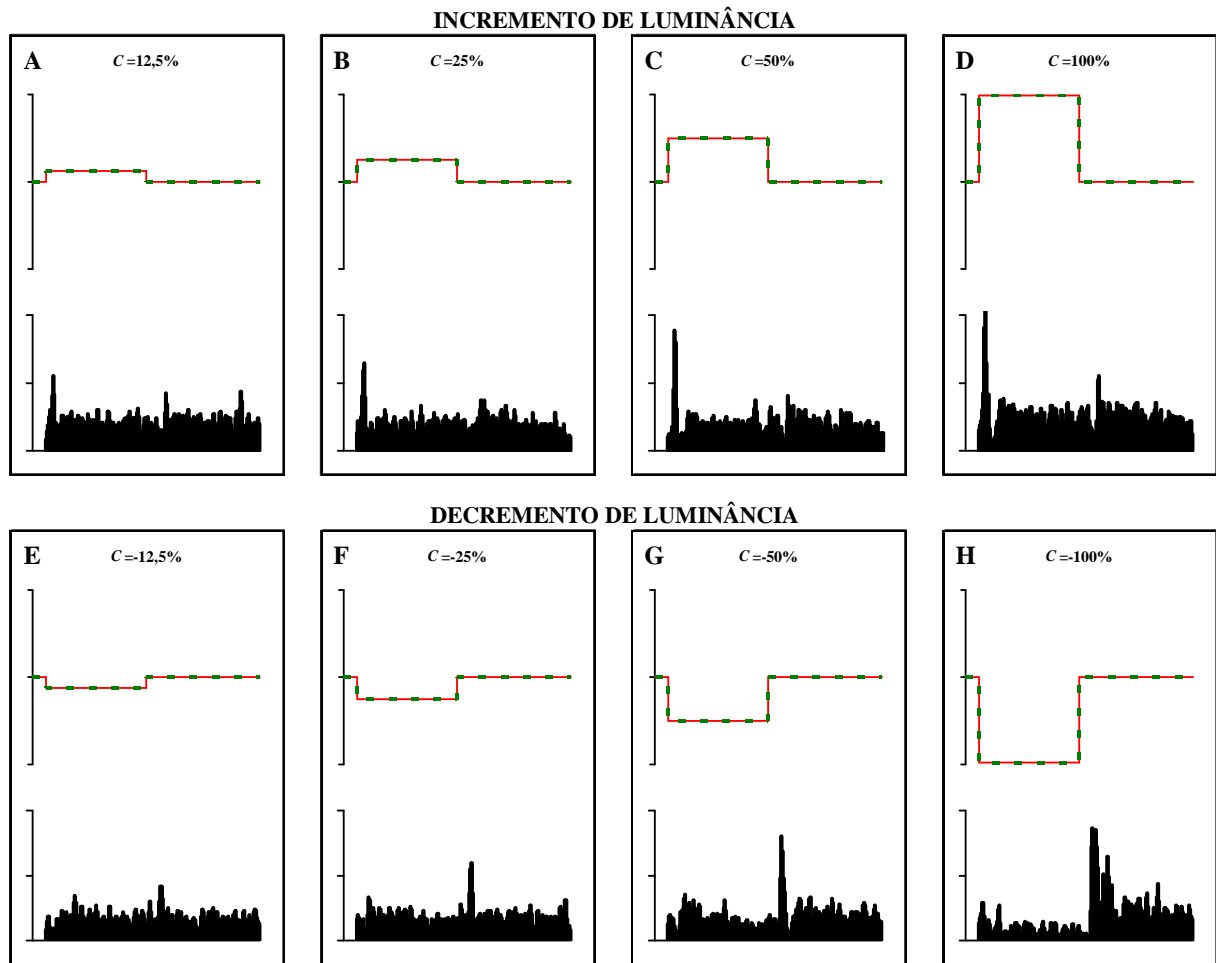 INCREMENTO DE LUMINÂNCIA
A C=12,5%
B C=25%
C C=50%
D C=100%
DECREMENTO DE LUMINÂNCIA
E C=-12,5%
F C=-25%
G C=-50%
H C=-100%